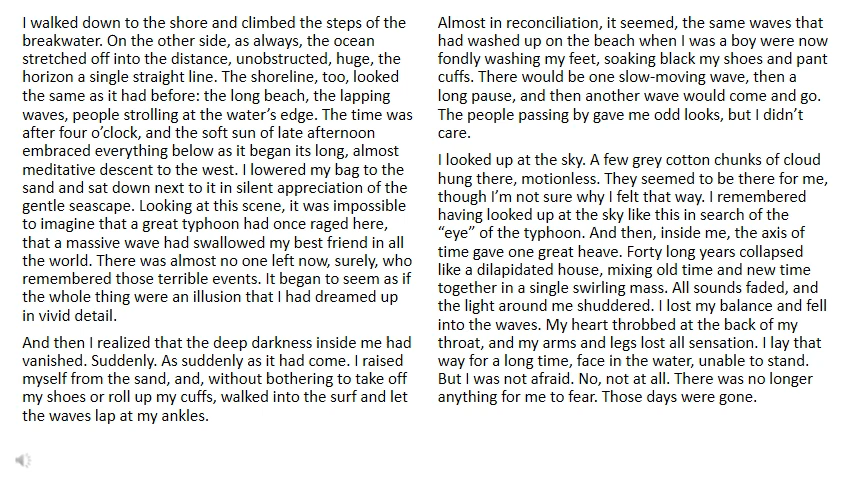 I walked down to the shore and climbed the steps of the
breakwater. On the other side, as always, the ocean
stretched off into the distance, unobstructed, huge, the
horizon a single straight line. The shoreline, too, looked
the same as it had before: the long beach, the lapping
waves, people strolling at the water’s edge. The time was
after four o’clock, and the soft sun of late afternoon
embraced everything below as it began its long, almost
meditative descent to the west. I lowered my bag to the
sand and sat down next to it in silent appreciation of the
gentle seascape. Looking at this scene, it was impossible
to imagine that a great typhoon had once raged here,
that a massive wave had swallowed my best friend in all
the world. There was almost no one left now, surely, who
remembered those terrible events. It began to seem as if
the whole thing were an illusion that I had dreamed up
in vivid detail.
And then I realized that the deep darkness inside me had
vanished. Suddenly. As suddenly as it had come. I raised
myself from the sand, and, without bothering to take off
my shoes or roll up my cuffs, walked into the surf and let
the waves lap at my ankles.
Almost in reconciliation, it seemed, the same waves that
had washed up on the beach when I was a boy were now
fondly washing my feet, soaking black my shoes and pant
cuffs. There would be one slow-moving wave, then a
long pause, and then another wave would come and go.
The people passing by gave me odd looks, but I didn’t
care.
I looked up at the sky. A few grey cotton chunks of cloud
hung there, motionless. They seemed to be there for me,
though I’m not sure why I felt that way. I remembered
having looked up at the sky like this in search of the
“eye” of the typhoon. And then, inside me, the axis of
time gave one great heave. Forty long years collapsed
like a dilapidated house, mixing old time and new time
together in a single swirling mass. All sounds faded, and
the light around me shuddered. I lost my balance and fell
into the waves. My heart throbbed at the back of my
throat, and my arms and legs lost all sensation. I lay that
way for a long time, face in the water, unable to stand.
But I was not afraid. No, not at all. There was no longer
anything for me to fear. Those days were gone.